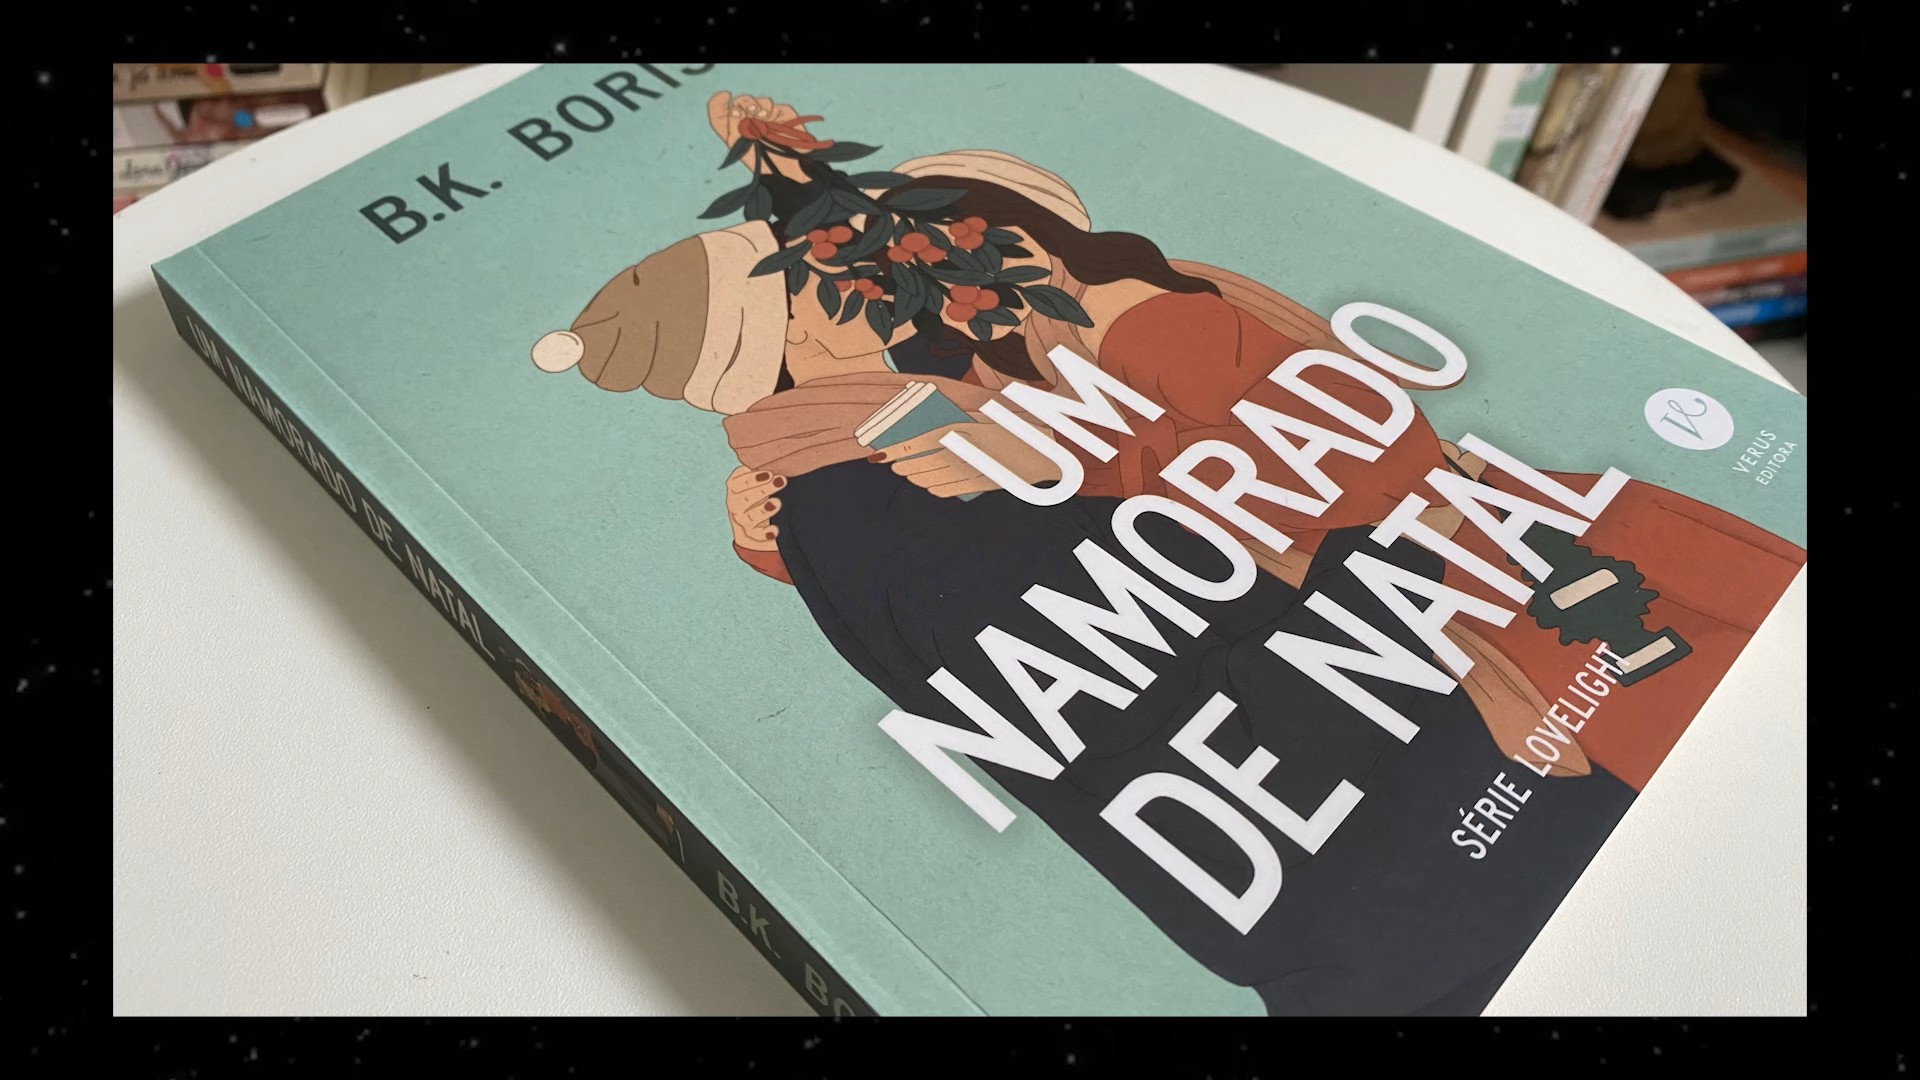 B.K. BORIS
UM
NAMORADO
DE NATAL
SÉRIE LOVELIGHT
VERUS
EDITORA
UM NAMORADO DE NATAL
B.K. BO